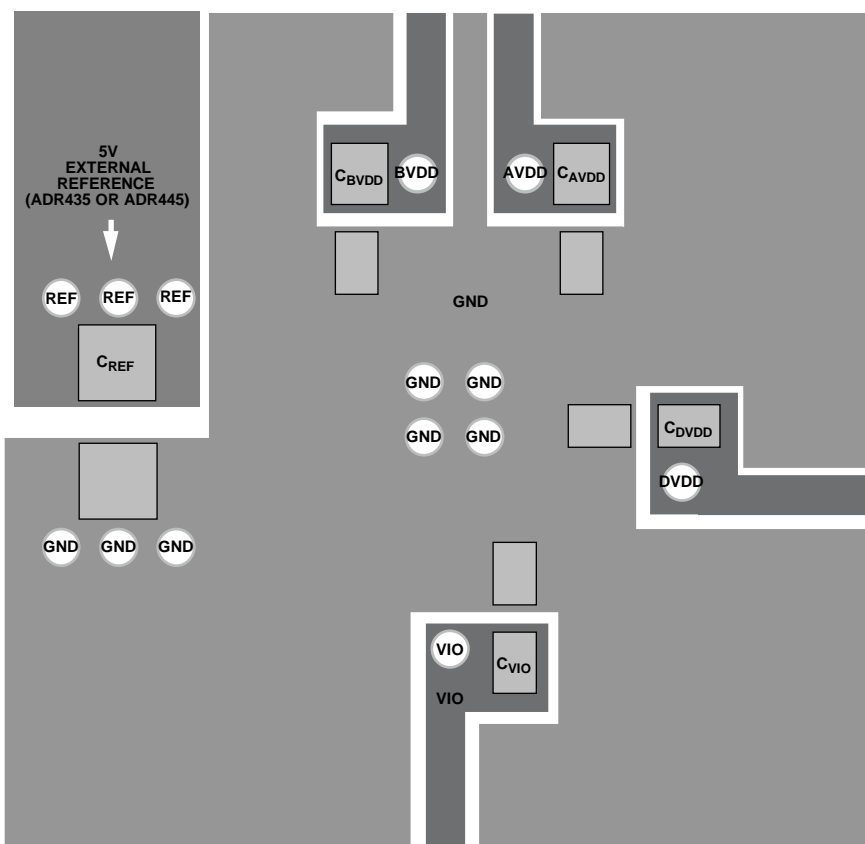 5V
EXTERNAL
REFERENCE
(ADR435 OR ADR445)
CBVDD BVDD
AVDD CAVDD
REF REF REF
GND
CREF
GND GND
GND GND
CDVDD
DVDD
GND GND GND
VIO
CVIO
VIO